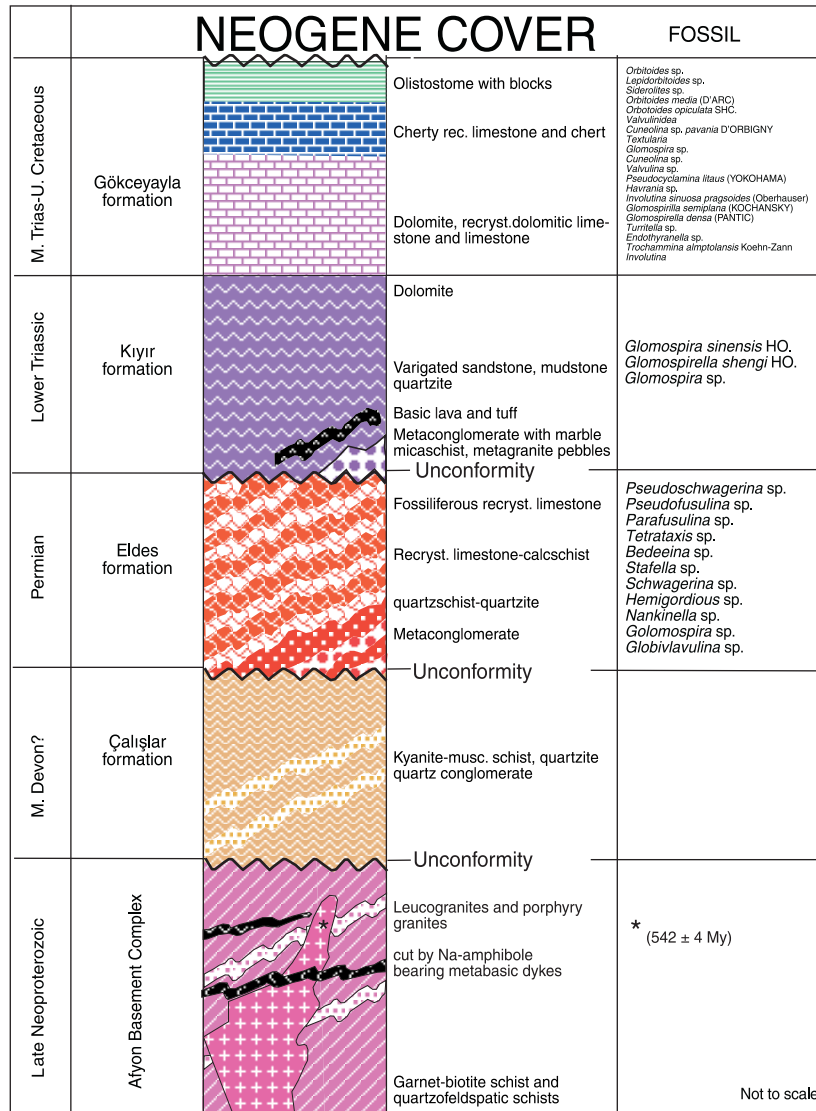 NEOGENE COVER
FOSSIL
M. Trias-U. Cretaceous
Gökceyayla
formation
Olistostome with blocks
Cherty rec. limestone and chert
Dolomite, recryst.dolomitic lime-
stone and limestone
Orbitoides sp.
Lepidorbitoides sp.
Siderolites sp.
Orbitoides media (D'ARC)
Orbotoides opiculata SHC.
Valvulinidea
Cuneolina sp. pavania D'ORBIGNY
Textularia
Glomospira sp.
Cuneolina sp.
Valvulina sp.
Pseudocyclamina litaus (YOKOHAMA)
Havrania sp.
Involutina sinuosa pragsoides (Oberhauser)
Glomospirilla semiplana (KOCHANSKY)
Glomospirella densa (PANTIC)
Turritella sp.
Endothyranella sp.
Trochammina almptolansis Koehn-Zann
Involutina
Lower Triassic
Kıyır
formation
Dolomite
Varigated sandstone, mudstone
quartzite
Basic lava and tuff
Metaconglomerate with marble
micaschist, metagranite pebbles
Glomospira sinensis HO.
Glomospirella shengi HO.
Glomospira sp.
Unconformity
Permian
Eldes
formation
Fossiliferous recryst. limestone
Recryst. limestone-calcschist
quartzschist-quartzite
Metaconglomerate
Pseudoschwagerina sp.
Pseudofusulina sp.
Parafusulina sp.
Tetrataxis sp.
Bedeeina sp.
Stafella sp.
Schwagerina sp.
Hemigordious sp.
Nankinella sp.
Golomospira sp.
Globivlavulina sp.
Unconformity
M. Devon?
Çalışlar
formation
Kyanite-musc. schist, quartzite
quartz conglomerate
Unconformity
Late Neoproterozoic
Afyon Basement Complex
*
Leucogranites and porphyry
granites
cut by Na-amphibole
bearing metabasic dykes
Garnet-biotite schist and
quartzofeldspatic schists
*
(542 ± 4 My)
Not to scale